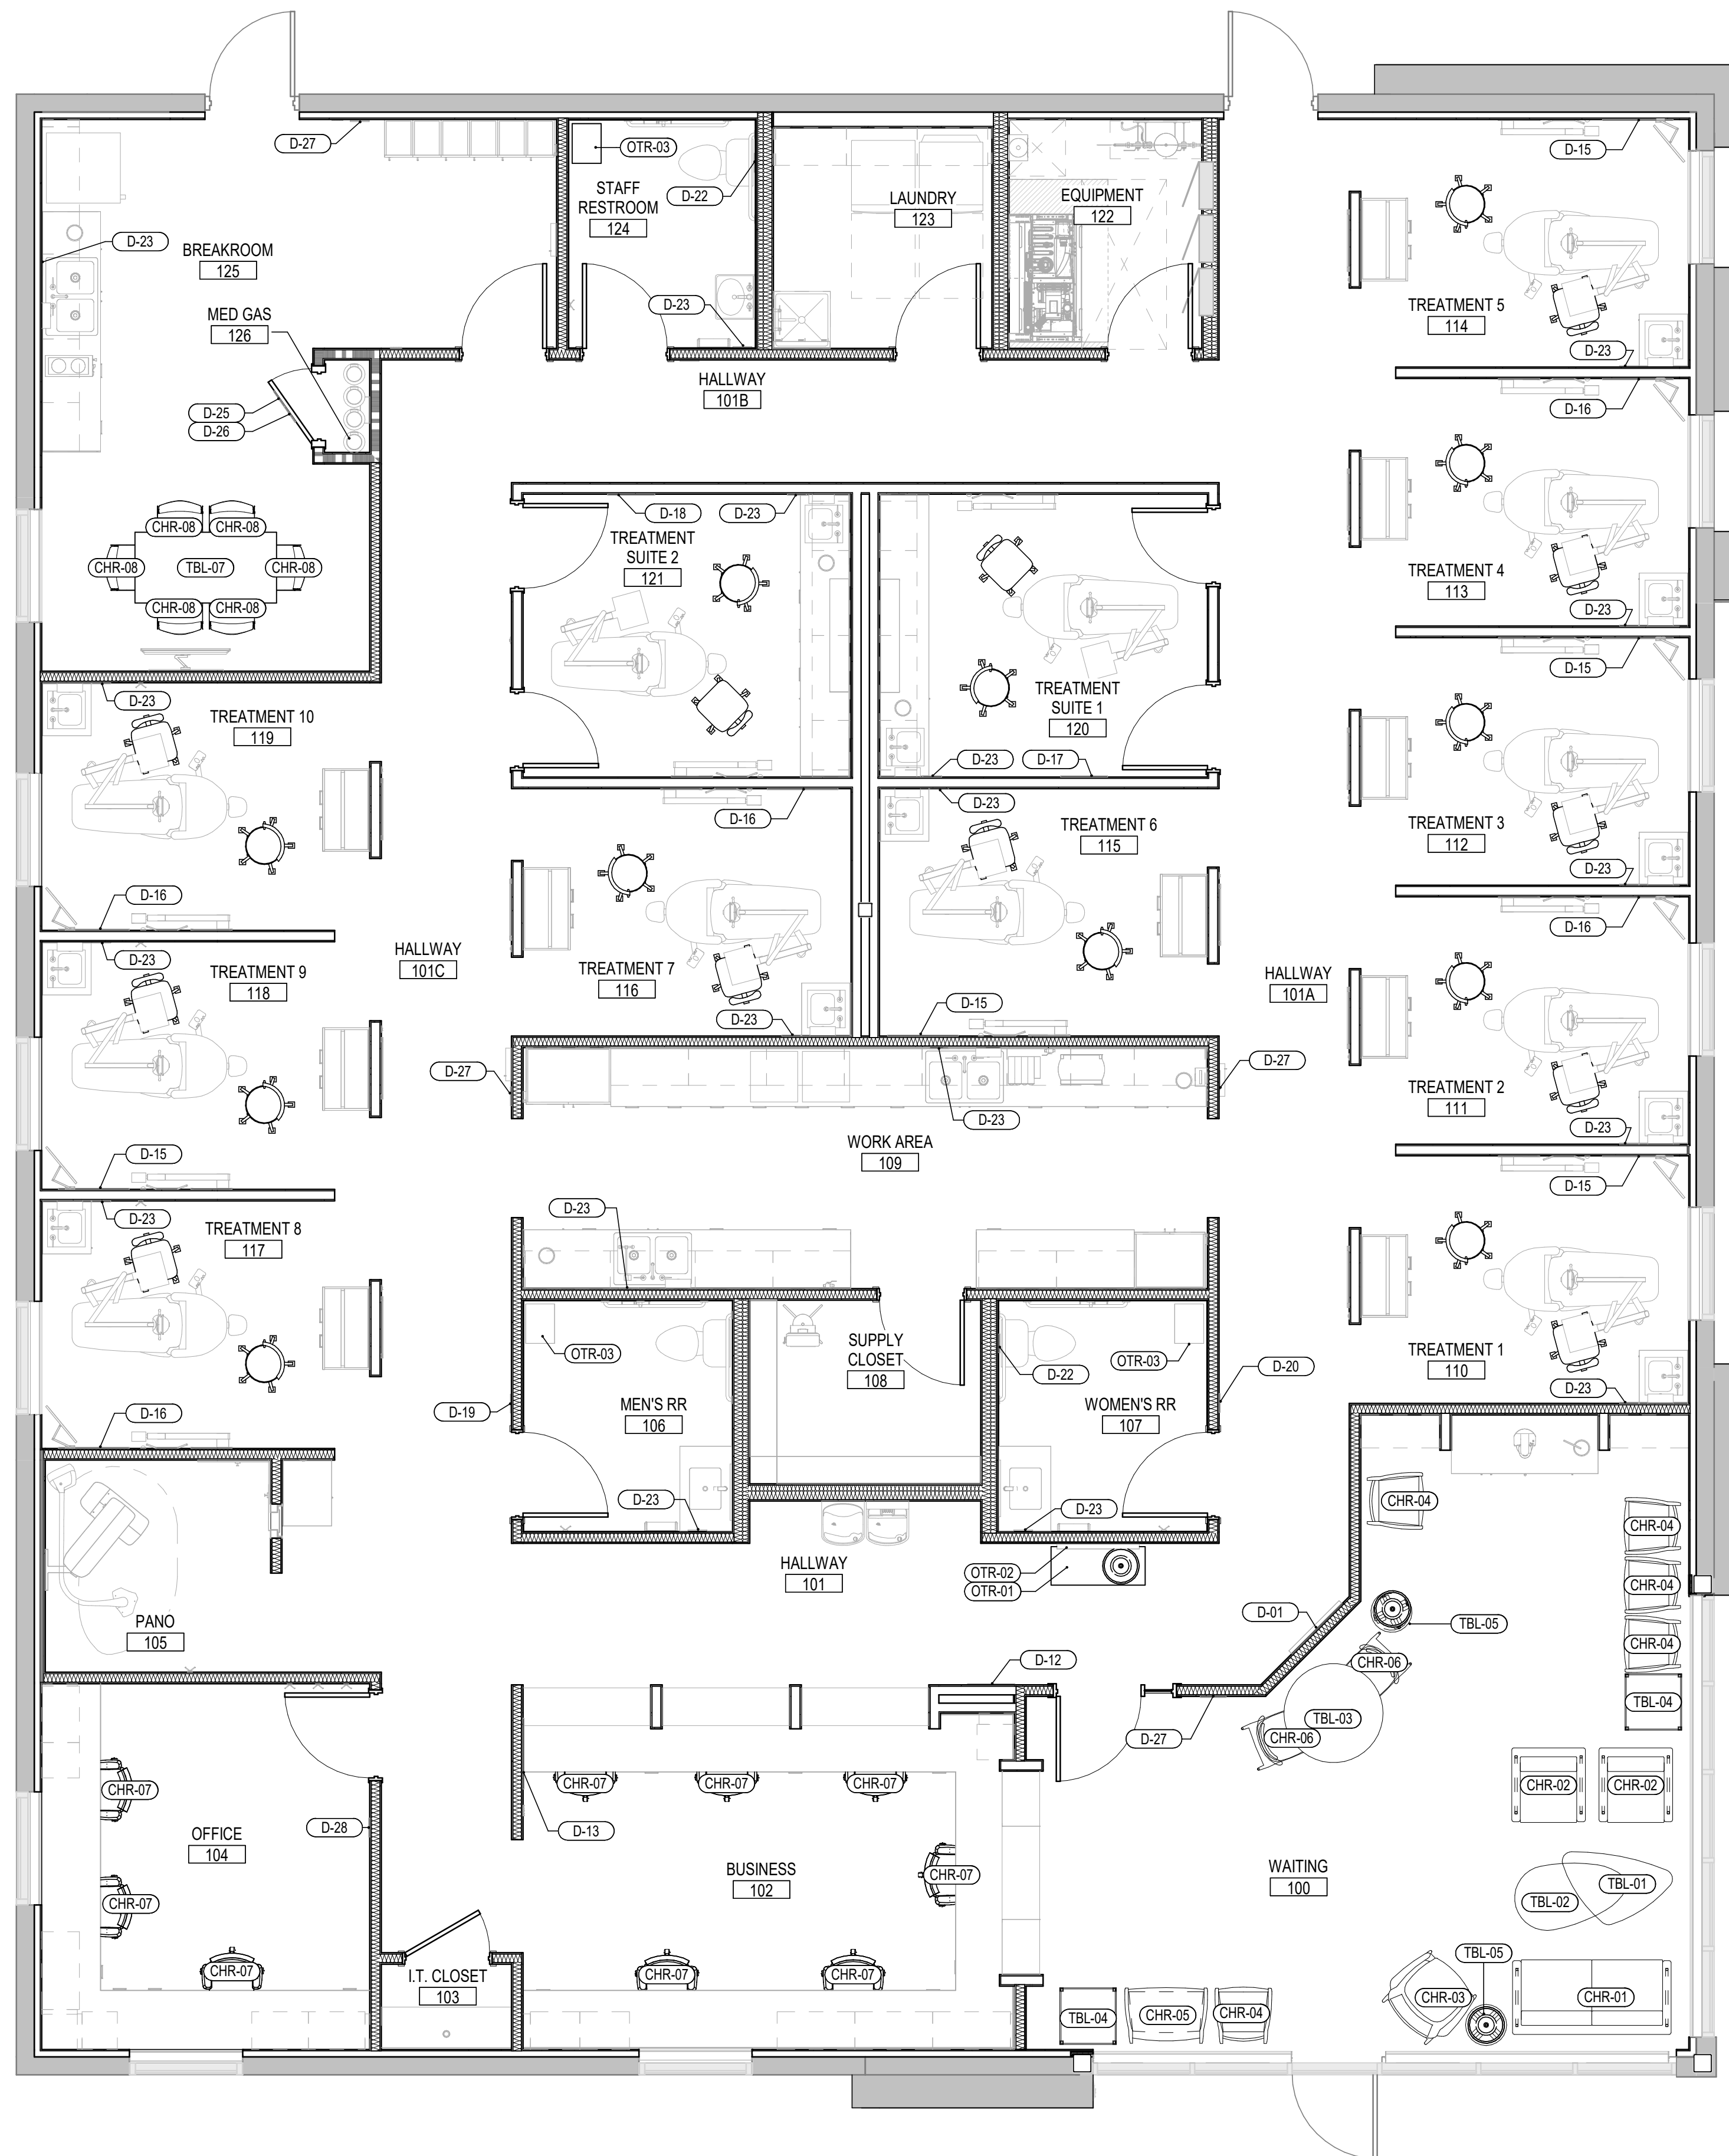 D-27
OTR-03
D-15
STAFF
RESTROOM
124
D-22
LAUNDRY
123
EQUIPMENT
122
D-23
BREAKROOM
125
MED GAS
126
D-23
TREATMENT 5
114
D-23
HALLWAY
101B
D-25
D-26
D-16
CHR-08
CHR-08
CHR-08
TBL-07
CHR-08
CHR-08
CHR-08
D-18
D-23
TREATMENT
SUITE 2
121
TREATMENT 4
113
D-23
D-15
D-23
TREATMENT 10
119
TREATMENT
SUITE 1
120
D-23
D-17
D-16
D-23
TREATMENT 6
115
TREATMENT 3
112
D-23
D-16
D-16
HALLWAY
101C
D-23
TREATMENT 9
118
TREATMENT 7
116
HALLWAY
101A
D-23
D-15
D-27
D-27
D-23
TREATMENT 2
111
D-23
WORK AREA
109
D-15
D-15
D-23
D-23
TREATMENT 8
117
OTR-03
SUPPLY
CLOSET
108
OTR-03
D-22
D-20
TREATMENT 1
110
D-23
D-16
D-19
MEN'S RR
106
WOMEN'S RR
107
D-23
D-23
CHR-04
CHR-04
HALLWAY
101
OTR-02
OTR-01
CHR-04
D-01
TBL-05
PANO
105
CHR-04
D-12
CHR-06
TBL-04
TBL-03
CHR-06
D-27
CHR-07
CHR-07
CHR-07
CHR-07
CHR-02
CHR-02
OFFICE
104
D-28
D-13
BUSINESS
102
CHR-07
WAITING
100
TBL-01
TBL-02
CHR-07
TBL-05
CHR-07
I.T. CLOSET
103
CHR-07
CHR-07
TBL-04
CHR-05
CHR-04
CHR-03
CHR-01